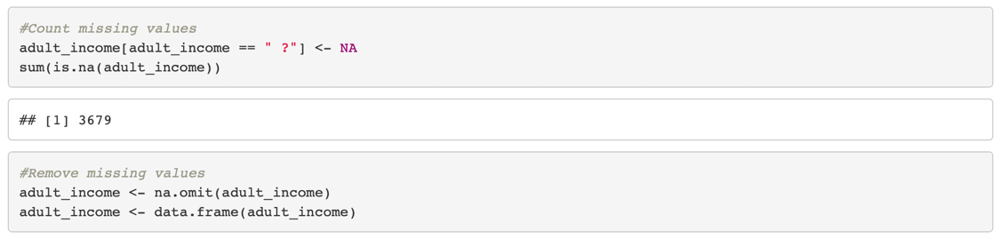 #Count missing values
adult_income[adult_income == " ?"] <- NA
sum(is.na(adult_income))
## [1] 3679
#Remove missing values
adult_income <- na.omit(adult_income)
adult_income <- data.frame(adult_income)